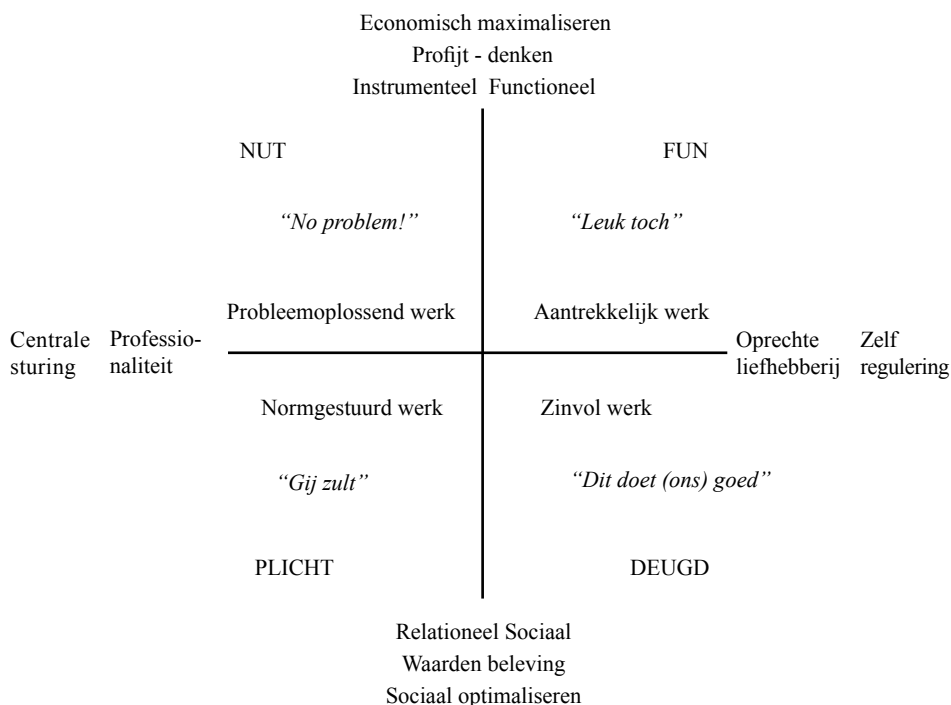 Economisch maximaliseren
Profijt - denken
Instrumenteel Functioneel
NUT FUN
“No problem!” “Leuk toch”
Probleemoplossend werk Aantrekkelijk werk
Centrale sturing Professio-naliteit Oprechte liefhebberij Zelf regulering
Normgestuurd werk Zinvol werk
“Gij zult” “Dit doet (ons) goed”
PLICHT DEUGD
Relationeel Sociaal
Waarden beleving
Sociaal optimaliseren